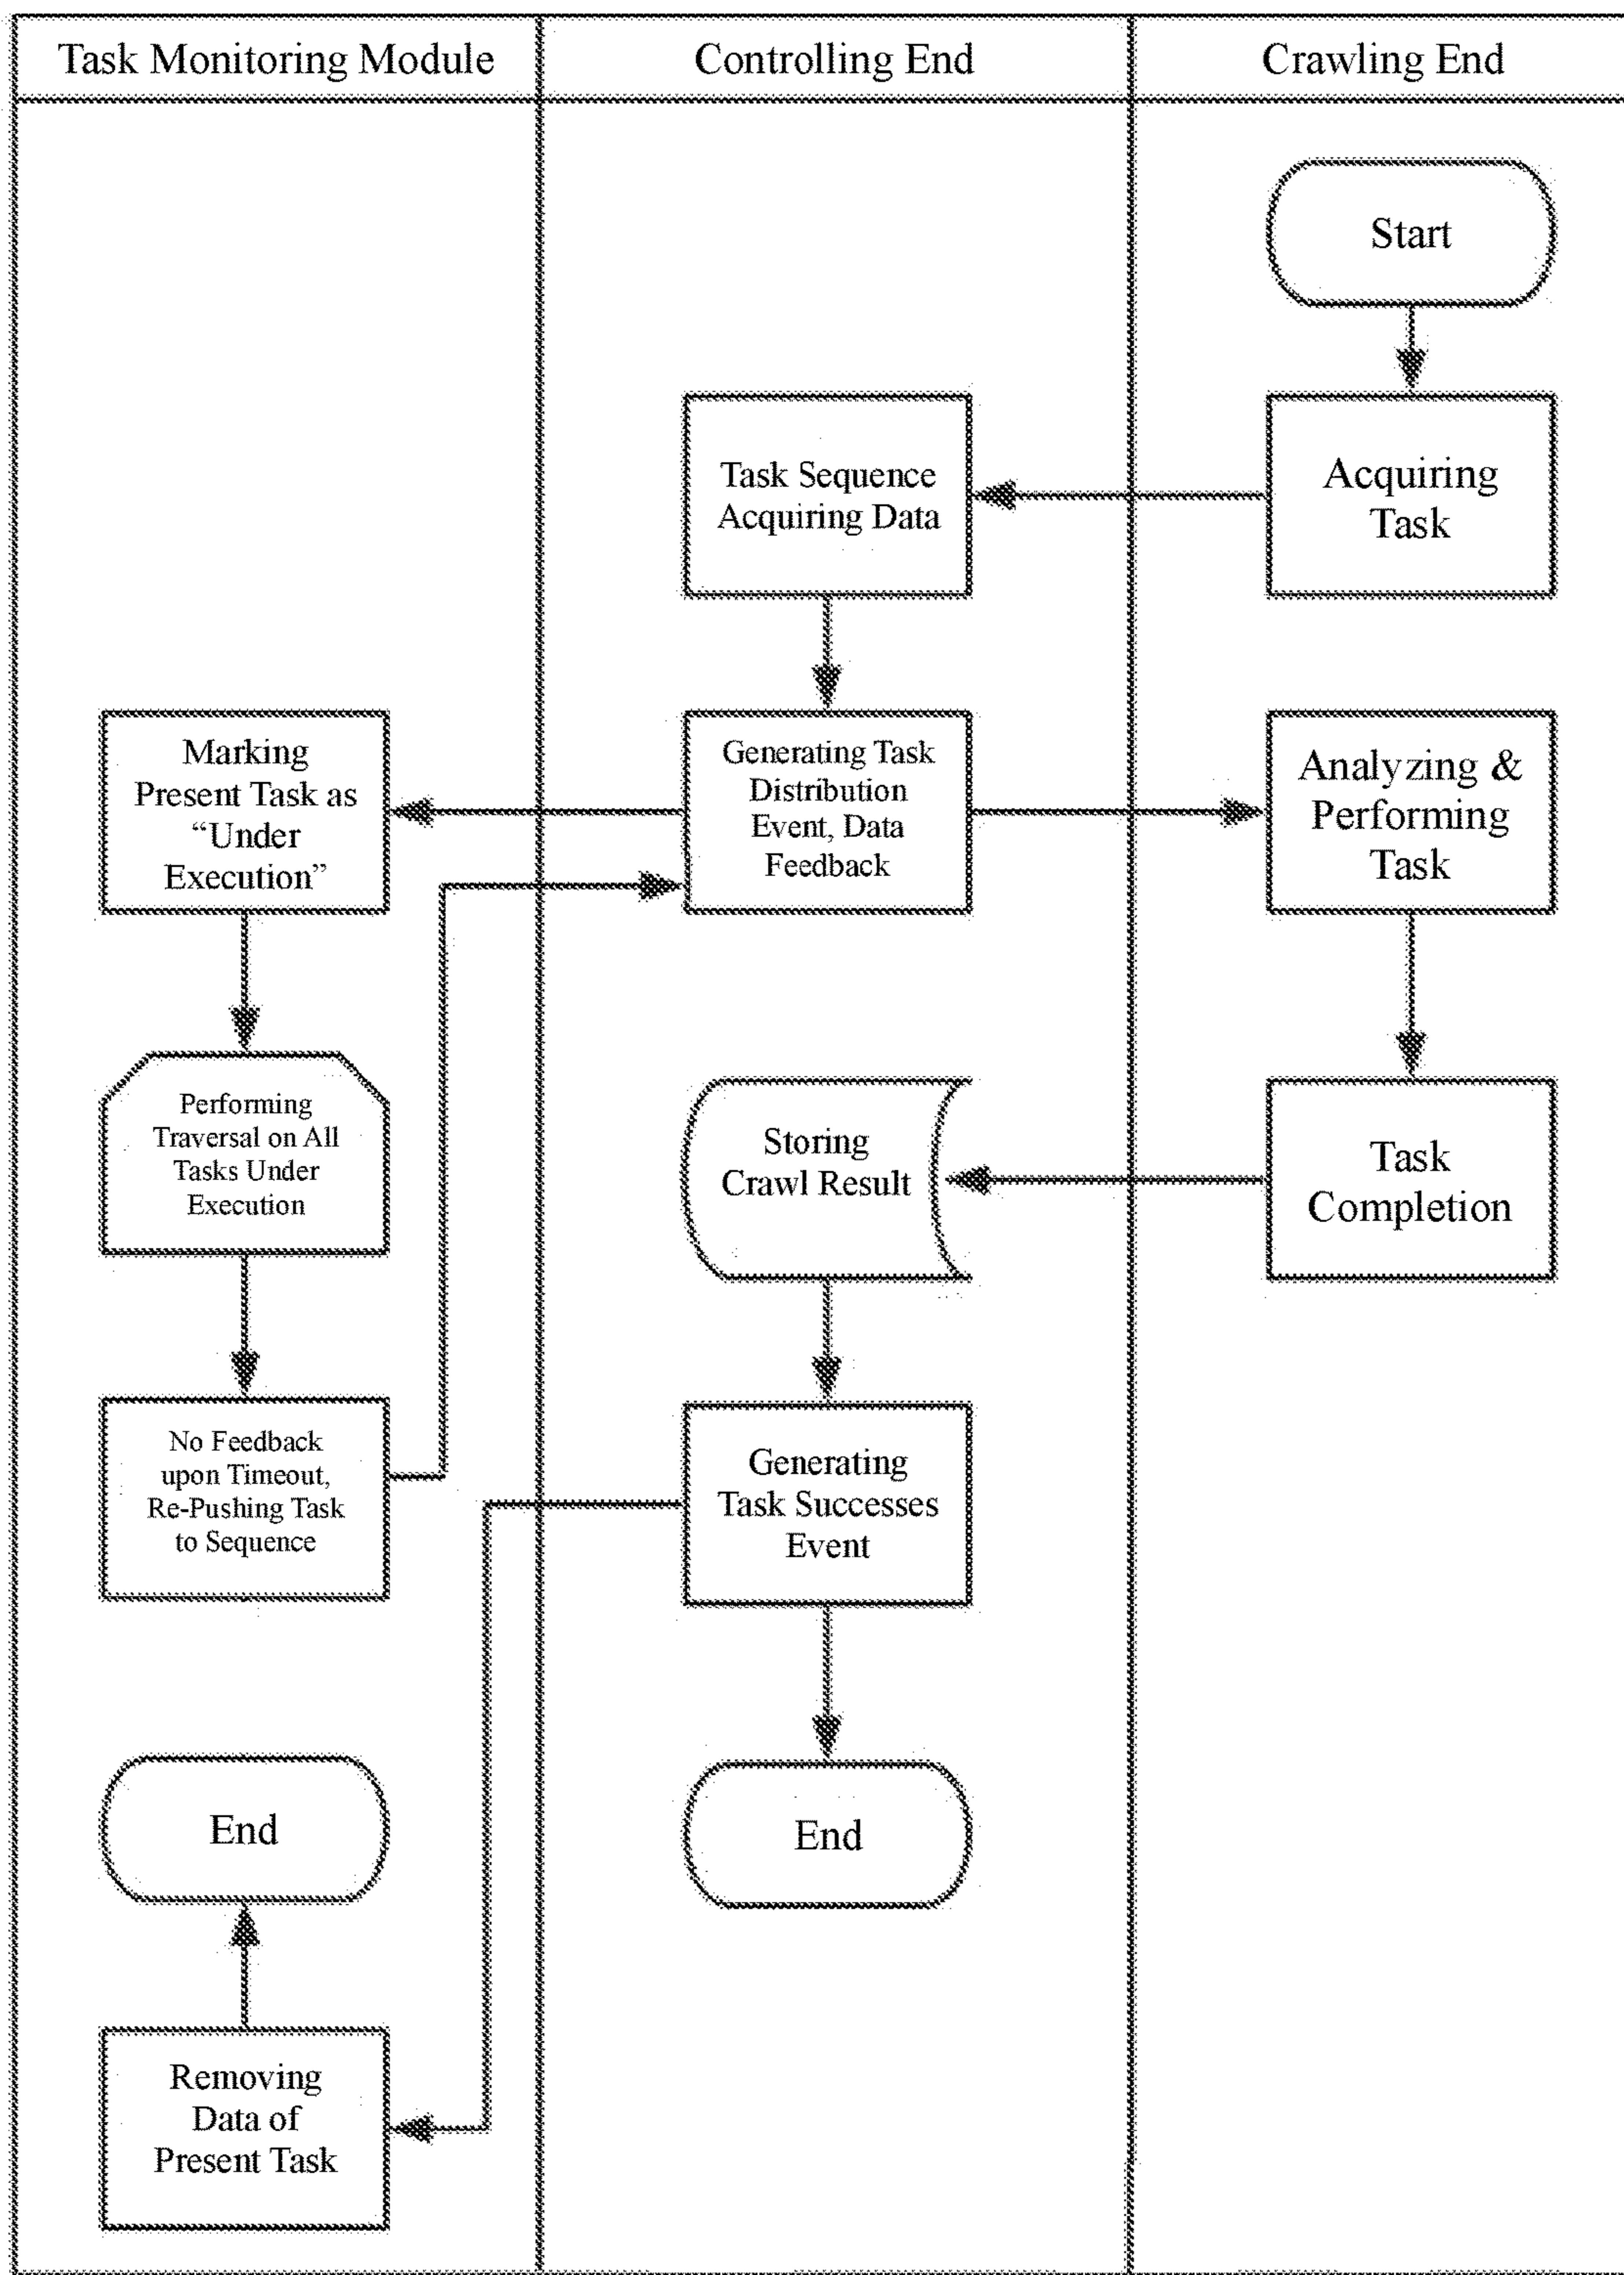 Task Monitoring Module
Controlling End
Crawling End
Start
Acquiring
Task
Task Sequence
Acquiring Data
Marking
Present Task as
“Under
Execution”
Generating Task
Distribution
Event, Data
Feedback
Analyzing &
Performing
Task
Performing
Traversal on All
Tasks Under
Execution
Storing
Crawl Result
Task
Completion
No Feedback
upon Timeout,
Re-Pushing Task
to Sequence
Generating
Task Successes
Event
End
End
Removing
Data of
Present Task